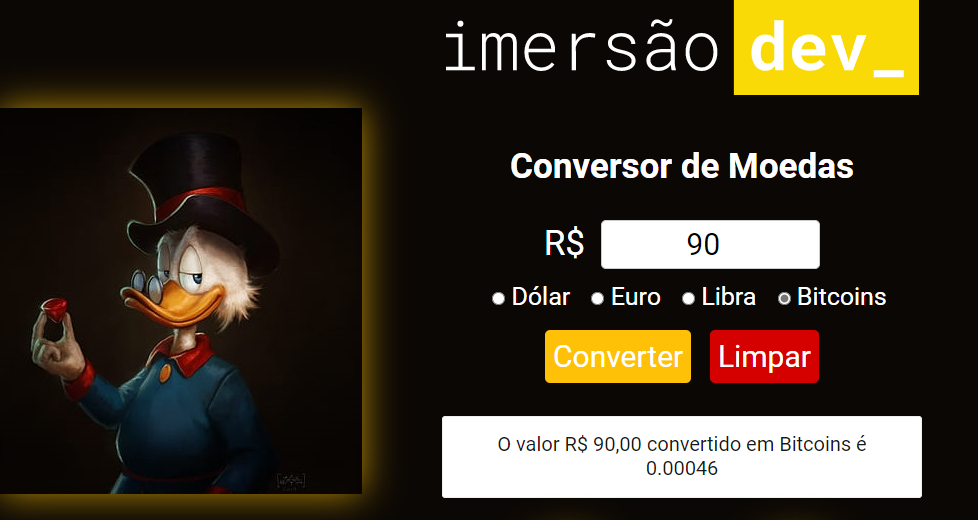 imersão dev_
Conversor de Moedas
R$ 90
Dólar Euro Libra Bitcoins
Converter Limpar
O valor R$ 90,00 convertido em Bitcoins é
0.00046